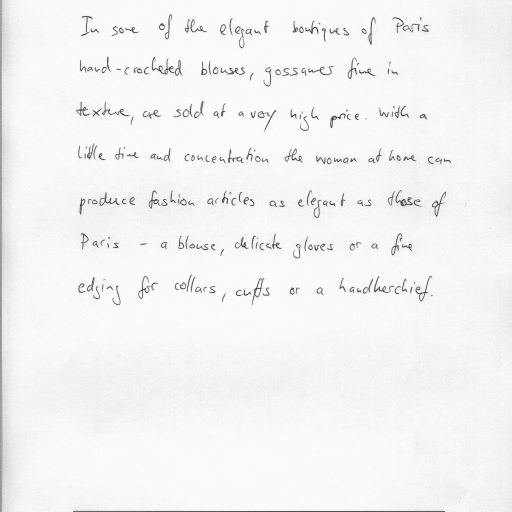 In some of the elegant boutiques of Paris
hand-crocheted blouses, gossamer fine in
texture, are sold at a very high price. With a
little time and concentration the woman at home can
produce fashion articles as elegant as those of
Paris - a blouse, delicate gloves or a fine
edging for collars, cuffs or a handkerchief.